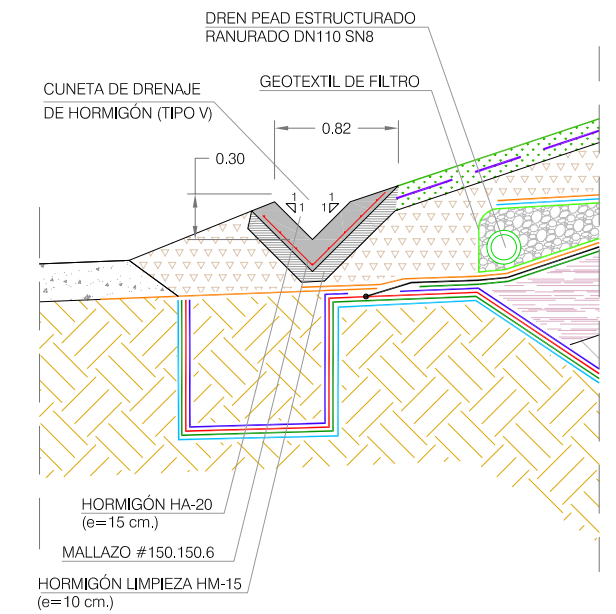 DREN PEAD ESTRUCTURADO
RANURADO DN110 SN8
GEOTEXTIL DE FILTRO
CUNETA DE DRENAJE
DE HORMIGÓN (TIPO V)
0.82
0.30
1
1
1
1
HORMIGÓN HA-20
(e=15 cm.)
MALLAZO #150.150.6
HORMIGÓN LIMPIEZA HM-15
(e=10 cm.)